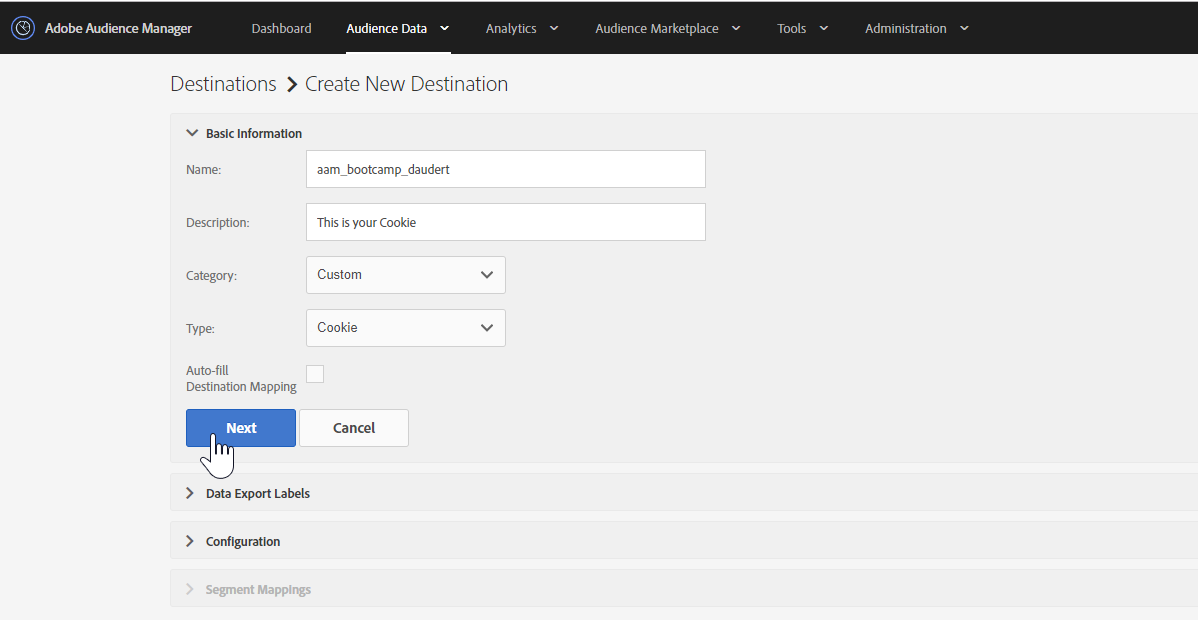 Adobe Audience Manager Dashboard Audience Data Analytics Audience Marketplace Tools Administration
Destinations Create New Destination
Basic Information
Name: aam_bootcamp_daudert
Description: This is your Cookie
Category: Custom
Type: Cookie
Auto-fill
Destination Mapping
Next Cancel
Data Export Labels
Configuration
Segment Mappings